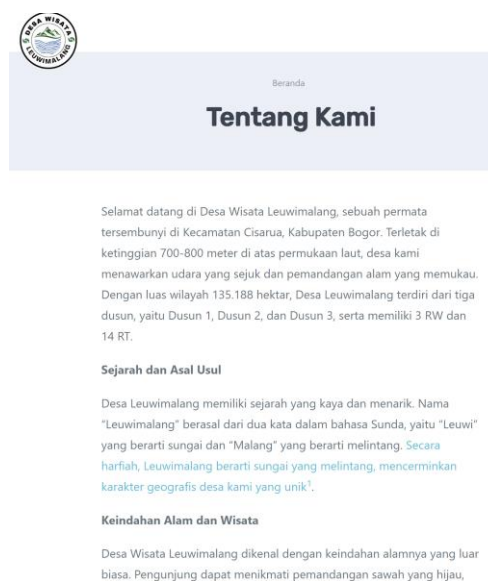 DESA WISATA
LEUWIMALANG
Beranda
Tentang Kami
Selamat datang di Desa Wisata Leuwimalang, sebuah permata
tersembunyi di Kecamatan Cisarua, Kabupaten Bogor. Terletak di
ketinggian 700-800 meter di atas permukaan laut, desa kami
menawarkan udara yang sejuk dan pemandangan alam yang memukau.
Dengan luas wilayah 135.188 hektar, Desa Leuwimalang terdiri dari tiga
dusun, yaitu Dusun 1, Dusun 2, dan Dusun 3, serta memiliki 3 RW dan
14 RT.
Sejarah dan Asal Usul
Desa Leuwimalang memiliki sejarah yang kaya dan menarik. Nama
"Leuwimalang" berasal dari dua kata dalam bahasa Sunda, yaitu "Leuwi"
yang berarti sungai dan "Malang" yang berarti melintang. Secara
harfiah, Leuwimalang berarti sungai yang melintang, mencerminkan
karakter geografis desa kami yang unik¹.
Keindahan Alam dan Wisata
Desa Wisata Leuwimalang dikenal dengan keindahan alamnya yang luar
biasa. Pengunjung dapat menikmati pemandangan sawah yang hijau,